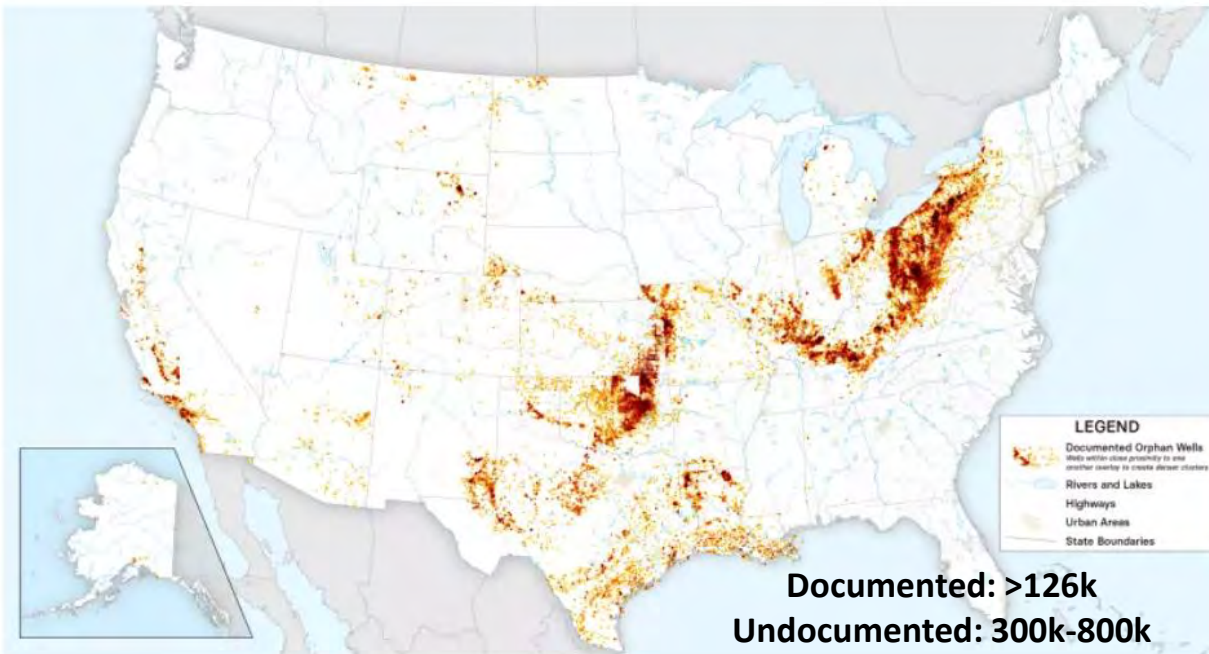 LEGEND
Documented Orphan Wells
Wells within close proximity to one
another overlay to create denser clusters
Rivers and Lakes
Highways
Urban Areas
State Boundaries
Documented: >126k
Undocumented: 300k-800k